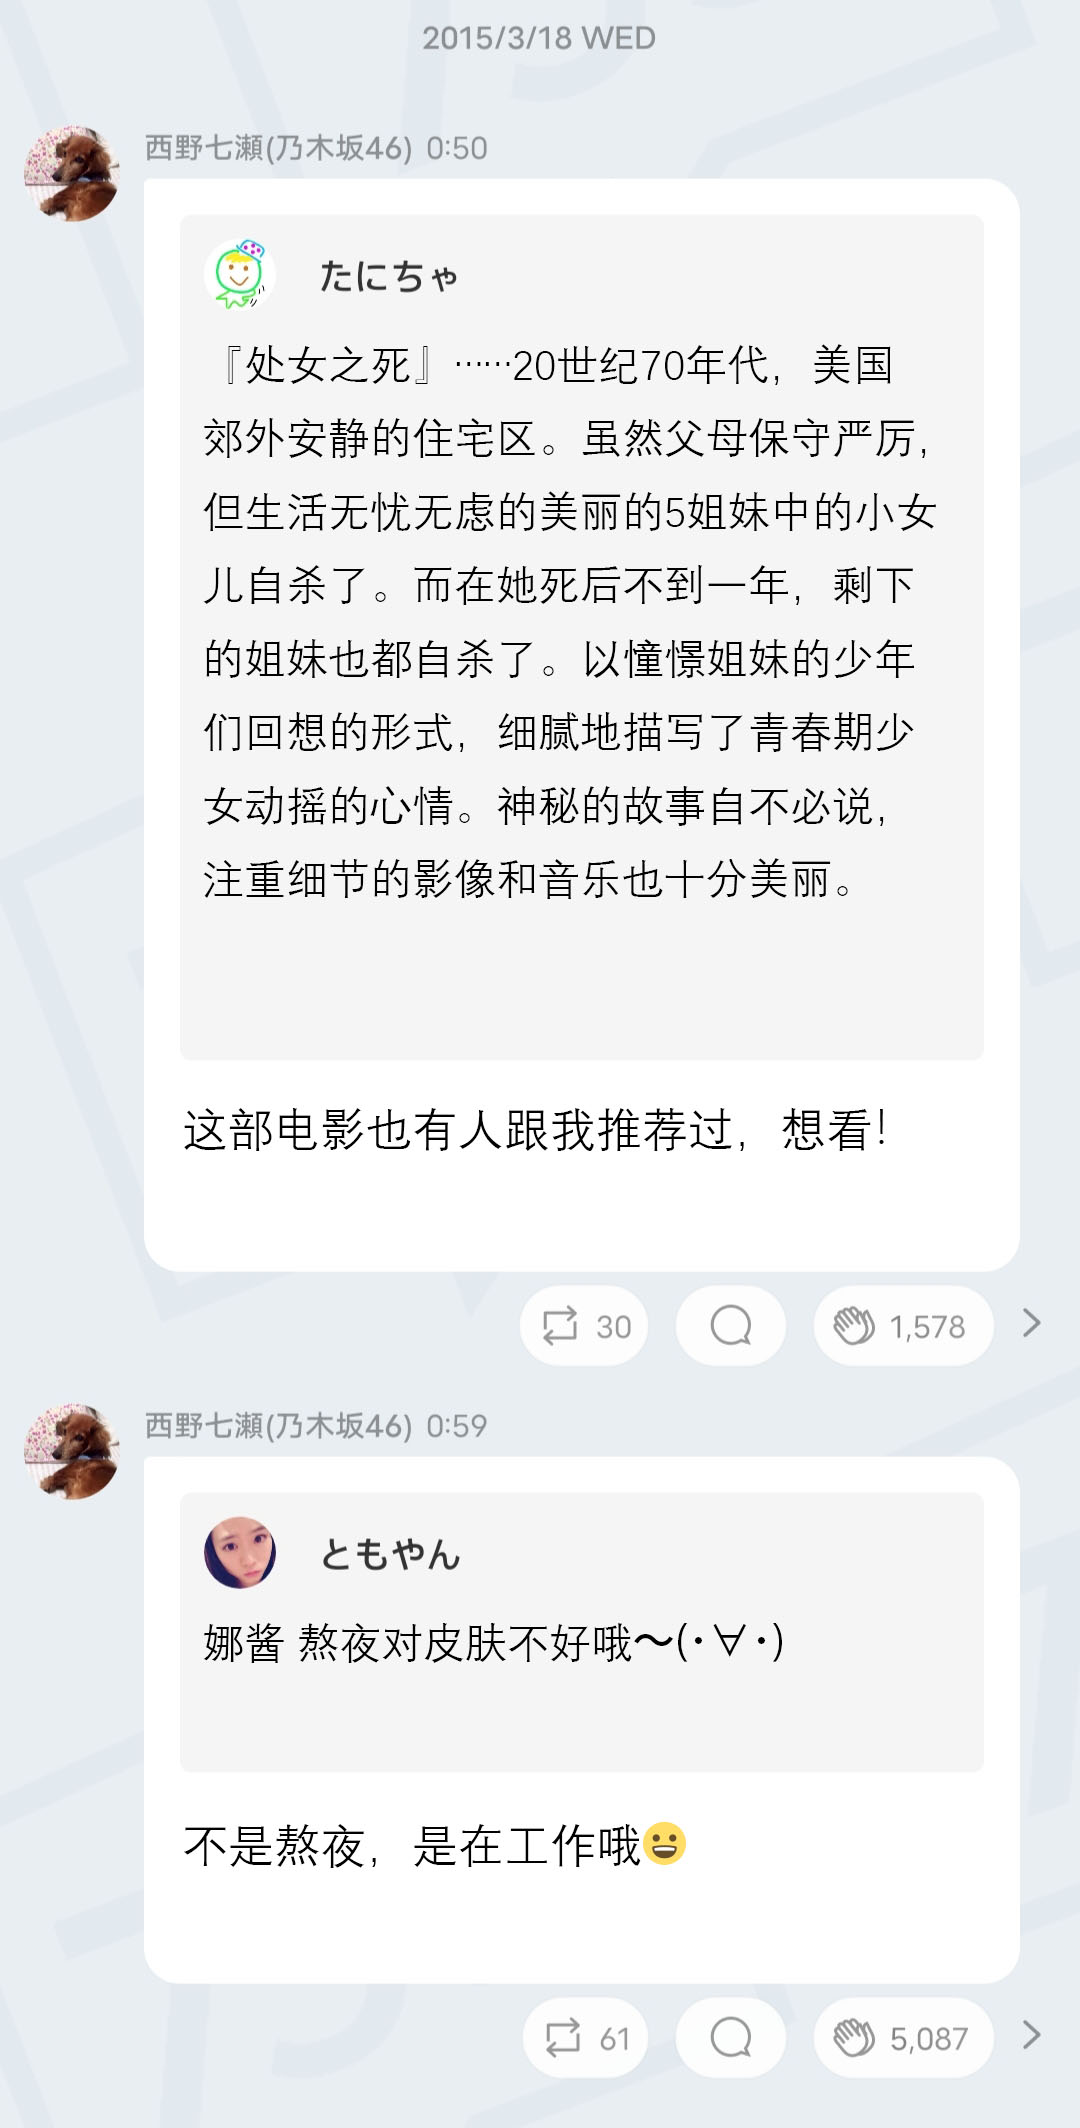 2015/3/18 WED
西野七瀬(乃木坂46) 0:50
たにちゃ
『处女之死』……20世纪70年代，美国
郊外安静的住宅区。虽然父母保守严厉，
但生活无忧无虑的美丽的5姐妹中的小女
儿自杀了。而在她死后不到一年，剩下
的姐妹也都自杀了。以憧憬姐妹的少年
们回想的形式，细腻地描写了青春期少
女动摇的心情。神秘的故事自不必说，
注重细节的影像和音乐也十分美丽。
这部电影也有人跟我推荐过，想看！
30
1,578
西野七瀬(乃木坂46) 0:59
ともやん
娜酱 熬夜对皮肤不好哦〜(･∀･)
不是熬夜，是在工作哦😀
61
5,087